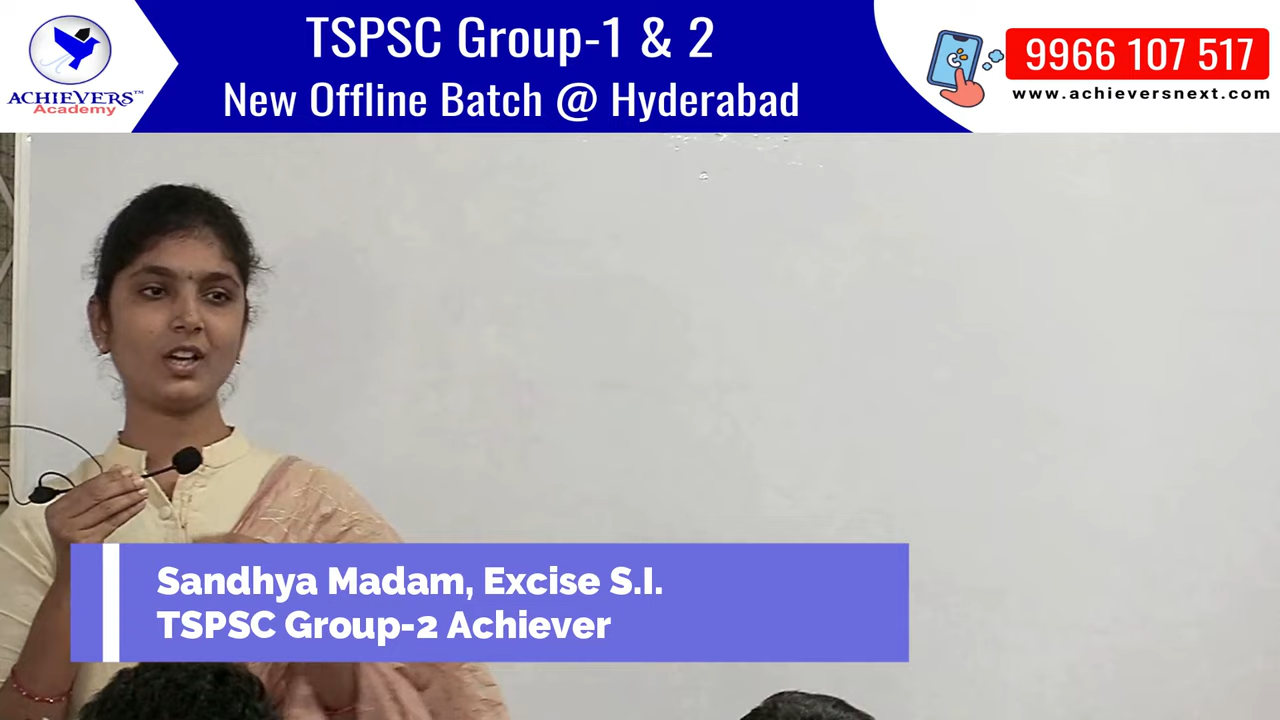 ACHIEVERS™
Academy
TSPSC Group-1 & 2
New Offline Batch @ Hyderabad
9966 107 517
www.achieversnext.com
Sandhya Madam, Excise S.I.
TSPSC Group-2 Achiever